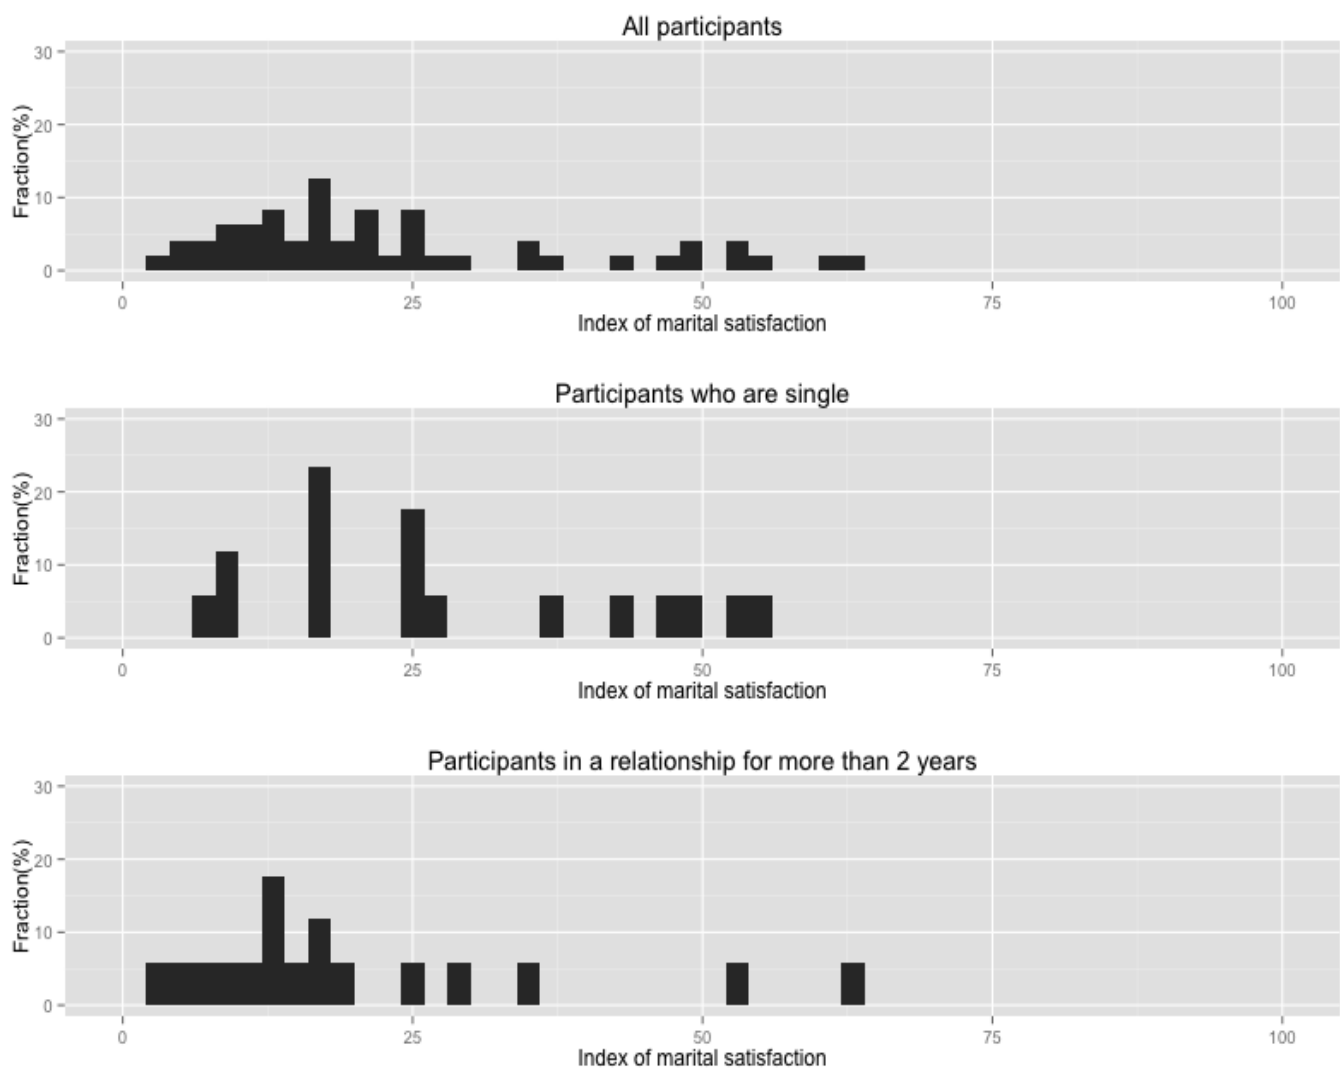 All participants
30
20
10
0
Fraction(%)
0 25 50 75 100
Index of marital satisfaction
Participants who are single
30
20
10
0
Fraction(%)
0 25 50 75 100
Index of marital satisfaction
Participants in a relationship for more than 2 years
30
20
10
0
Fraction(%)
0 25 50 75 100
Index of marital satisfaction